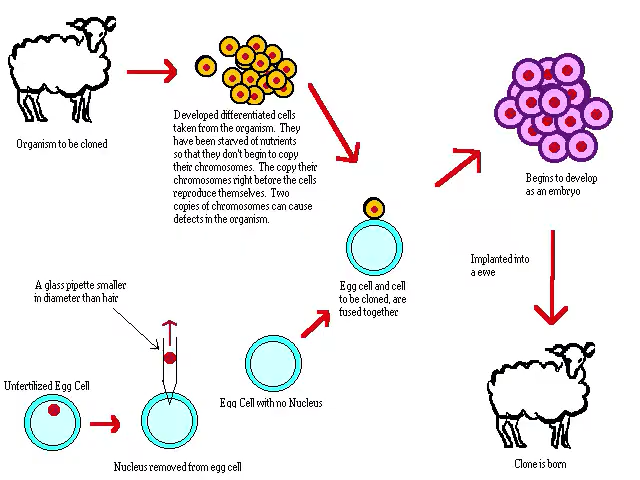 Organism to be cloned
Developed differentiated cells
taken from the organism. They
have been starved of nutrients
so that they don't begin to copy
their chromosomes. The copy their
chromosomes right before the cells
reproduce themselves. Two
copies of chromosomes can cause
defects in the organism.
Begins to develop
as an embryo
Egg cell and cell
to be cloned, are
fused together
Implanted into
a ewe
A glass pipette smaller
in diameter than hair
Unfertilized Egg Cell
Egg Cell with no Nucleus
Nucleus removed from egg cell
Clone is born